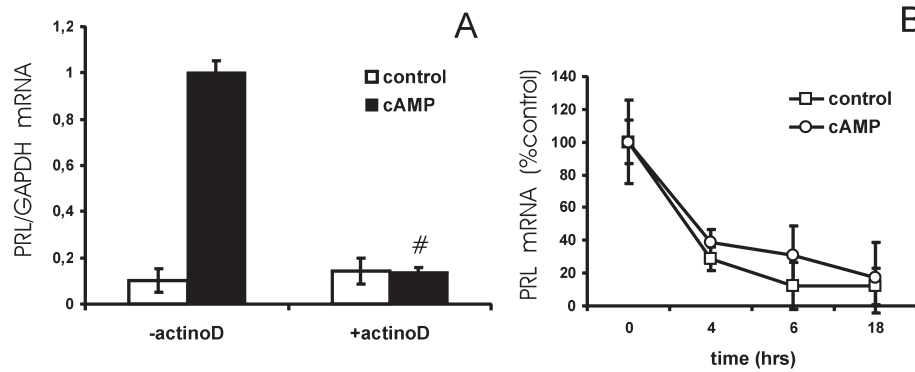 A
PRL/GAPDH mRNA
1,2
1
0,8
0,6
0,4
0,2
0
control
cAMP
#
-actinoD
+actinoD
B
PRL mRNA (%control)
140
120
100
80
60
40
20
0
control
cAMP
0 4 6 18
time (hrs)